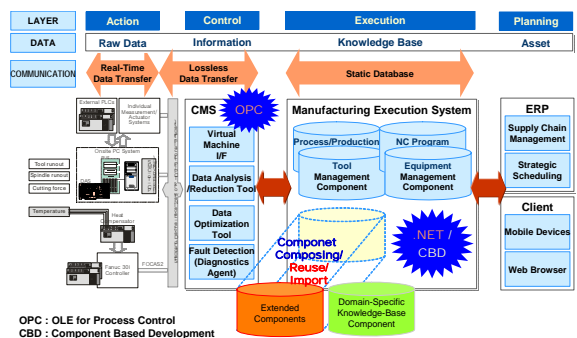 LAYER Action Control Execution Planning
DATA Raw Data Information Knowledge Base Asset
COMMUNICATION
Real-Time
Data Transfer
Lossless
Data Transfer
Static Database
External PLCs
Individual
Measurement/
Actuator
Systems
Onsite PC System
DAS
Tool runout
Spindle runout
Cutting force
Temperature
Heat
Compensator
Fanuc 30i
Controller
FOCAS2
CMS
OPC
Virtual
Machine
I/F
Data Analysis
/Reduction Tool
Data
Optimization
Tool
Fault Detection
(Diagnostics
Agent)
Manufacturing Execution System
Process/Production
NC Program
Tool
Management
Component
Equipment
Management
Component
.NET /
CBD
Componet
Composing/
Reuse/
Import
Extended
Components
Domain-Specific
Knowledge-Base
Component
ERP
Supply Chain
Management
Strategic
Scheduling
Client
Mobile Devices
Web Browser
OPC : OLE for Process Control
CBD : Component Based Development